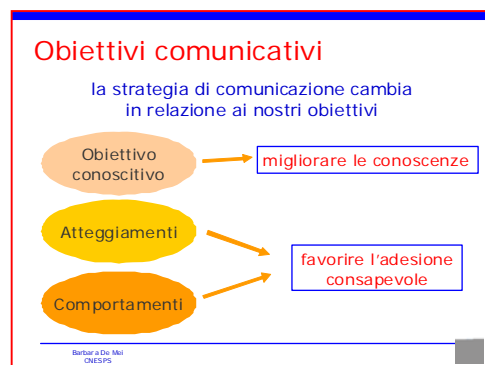 Obiettivi comunicativi
la strategia di comunicazione cambia
in relazione ai nostri obiettivi
Obiettivo
conoscitivo
migliorare le conoscenze
Atteggiamenti
favorire l'adesione
consapevole
Comportamenti
Barbara De Mei
CNESPS